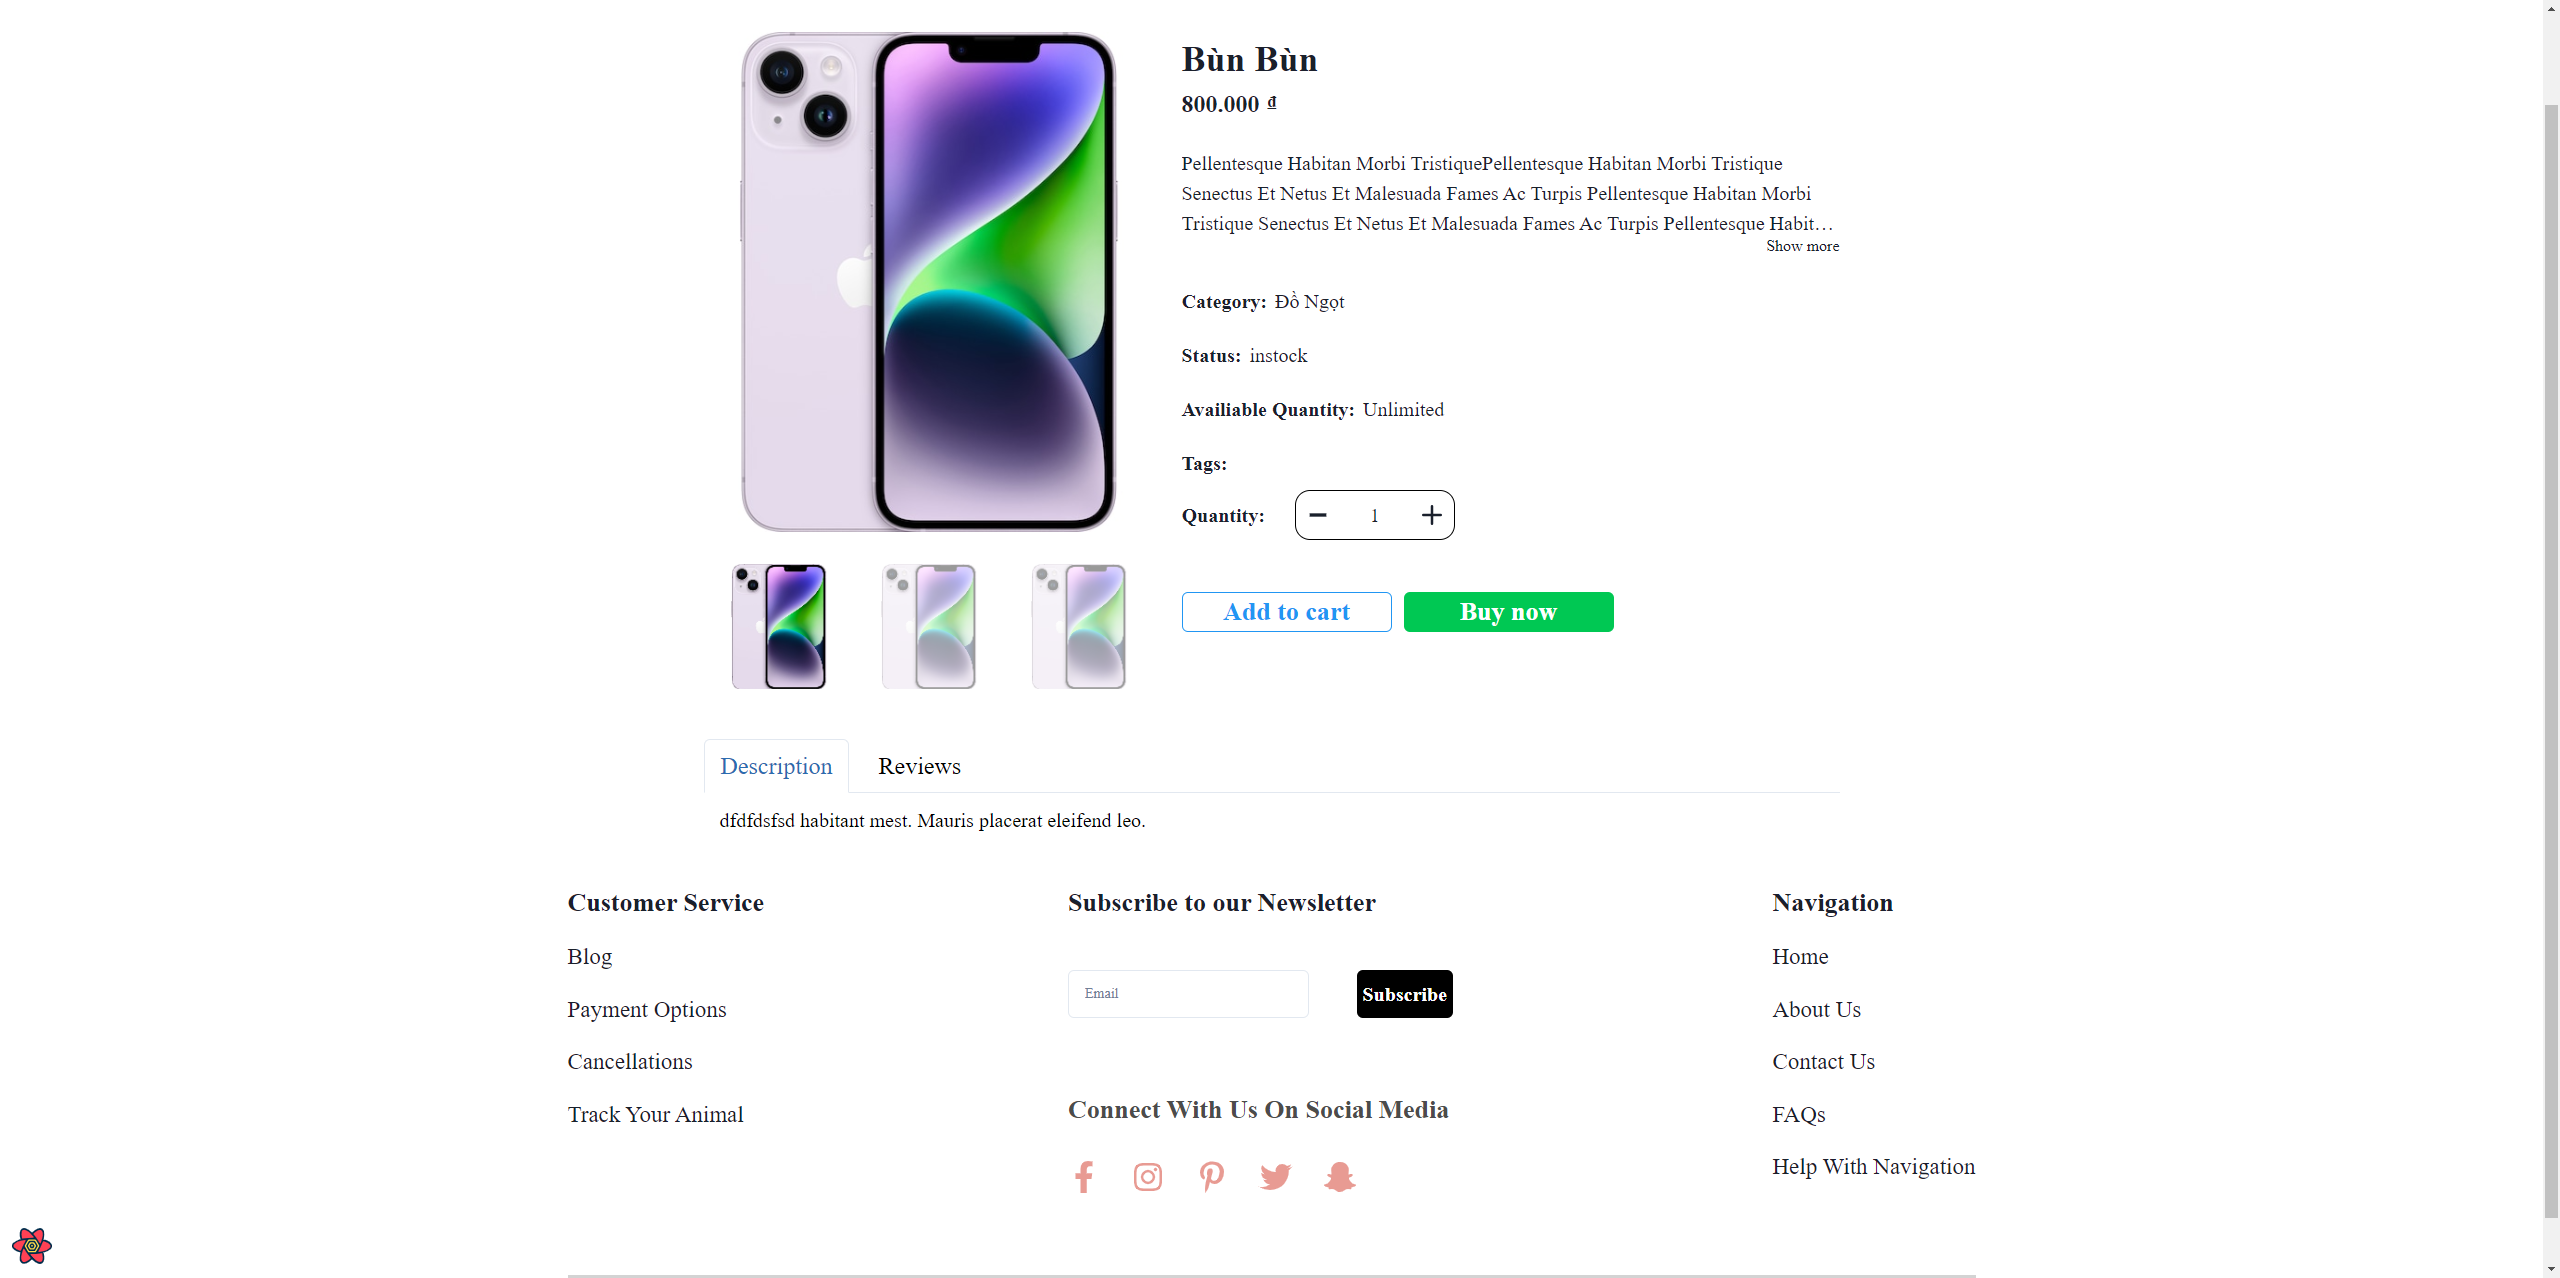 Bùn Bùn
800.000 ₫
Pellentesque Habitan Morbi TristiquePellentesque Habitan Morbi Tristique
Senectus Et Netus Et Malesuada Fames Ac Turpis Pellentesque Habitan Morbi
Tristique Senectus Et Netus Et Malesuada Fames Ac Turpis Pellentesque Habit…
Show more
Category: Đồ Ngọt
Status: instock
Availiable Quantity: Unlimited
Tags:
Quantity: 1
Add to cart Buy now
Description Reviews
dfdfdsfsd habitant mest. Mauris placerat eleifend leo.
Customer Service
Blog
Payment Options
Cancellations
Track Your Animal
Subscribe to our Newsletter
Email Subscribe
Connect With Us On Social Media
Navigation
Home
About Us
Contact Us
FAQs
Help With Navigation